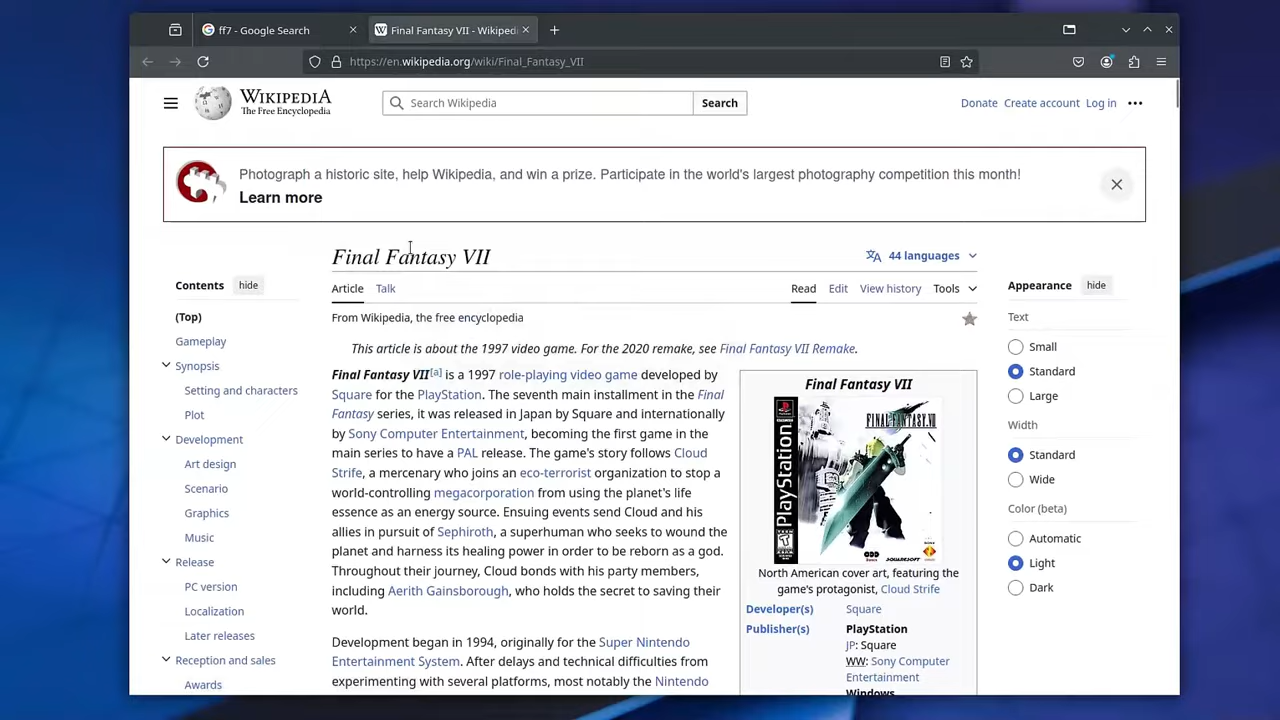 ff7 - Google Search
Final Fantasy VII - Wikiped
https://en.wikipedia.org/wiki/Final_Fantasy_VII
WIKIPEDIA
The Free Encyclopedia
Search Wikipedia
Search
Donate Create account Log in
Photograph a historic site, help Wikipedia, and win a prize. Participate in the world's largest photography competition this month!
Learn more
Final Fantasy VII
44 languages
Contents hide
(Top)
Gameplay
Synopsis
Setting and characters
Plot
Development
Art design
Scenario
Graphics
Music
Release
PC version
Localization
Later releases
Reception and sales
Awards
Article Talk
Read Edit View history Tools
From Wikipedia, the free encyclopedia
This article is about the 1997 video game. For the 2020 remake, see Final Fantasy VII Remake.
Final Fantasy VII[a] is a 1997 role-playing video game developed by
Square for the PlayStation. The seventh main installment in the Final
Fantasy series, it was released in Japan by Square and internationally
by Sony Computer Entertainment, becoming the first game in the
main series to have a PAL release. The game's story follows Cloud
Strife, a mercenary who joins an eco-terrorist organization to stop a
world-controlling megacorporation from using the planet's life
essence as an energy source. Ensuing events send Cloud and his
allies in pursuit of Sephiroth, a superhuman who seeks to wound the
planet and harness its healing power in order to be reborn as a god.
Throughout their journey, Cloud bonds with his party members,
including Aerith Gainsborough, who holds the secret to saving their
world.
Development began in 1994, originally for the Super Nintendo
Entertainment System. After delays and technical difficulties from
experimenting with several platforms, most notably the Nintendo
Final Fantasy VII
PlayStation
FINAL FANTASY VII
SQUARESOFT
North American cover art, featuring the
game's protagonist, Cloud Strife
Developer(s) Square
Publisher(s) PlayStation
JP: Square
WW: Sony Computer
Entertainment
Windows
Appearance hide
Text
Small
Standard
Large
Width
Standard
Wide
Color (beta)
Automatic
Light
Dark